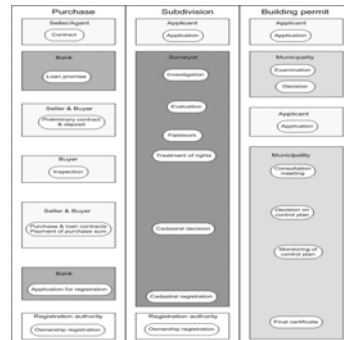 Purchase
Seller/Agent
Contract
Bank
Loan promise
Seller & Buyer
Preliminary contract
& deposit
Buyer
Inspection
Seller & Buyer
Purchase & loan contracts
Payment of purchase sum
Bank
Application for registration
Registration authority
Ownership registration
Subdivision
Applicant
Application
Surveyor
Investigation
Evaluation
Fieldwork
Treatment of rights
Cadastral decision
Cadastral registration
Registration authority
Ownership registration
Building permit
Applicant
Application
Municipality
Examination
Decision
Applicant
Application
Municipality
Consultation
meeting
Decision on
control plan
Monitoring of
control plan
Final certificate